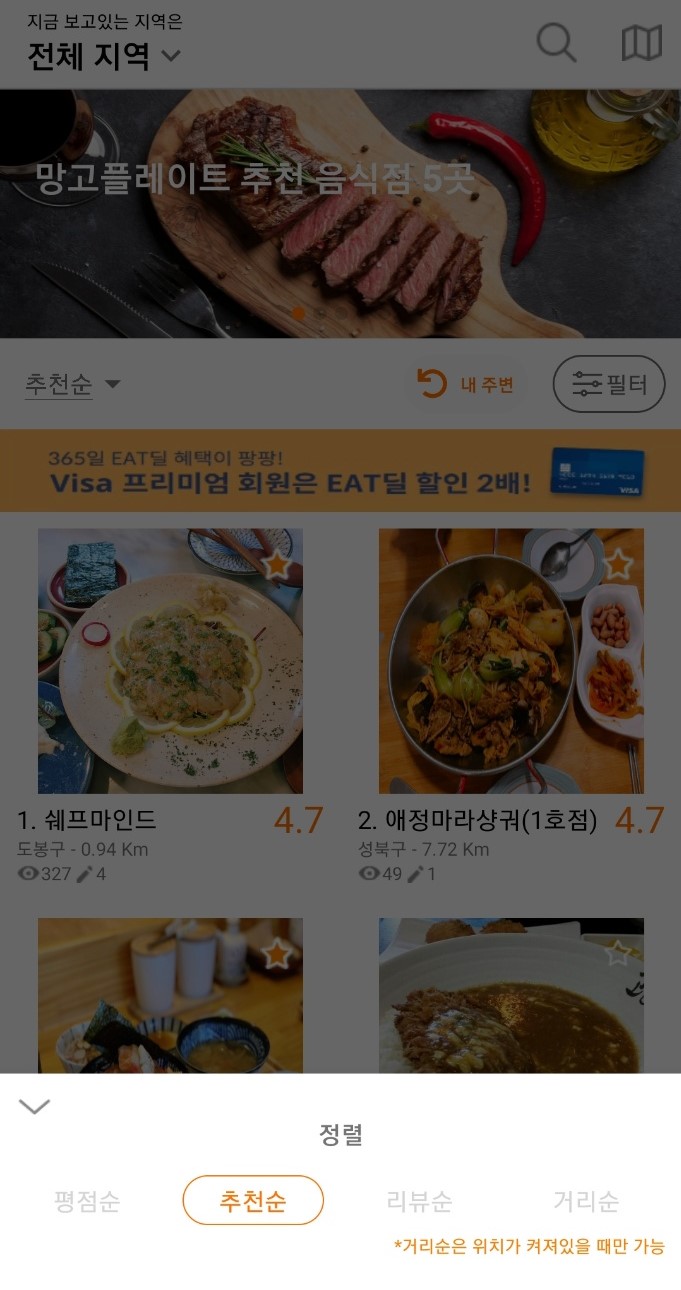 지금 보고있는 지역은
전체 지역
망고플레이트 추천 음식점 5곳
추천순
내 주변
필터
365일 EAT딜 혜택이 팡팡!
Visa 프리미엄 회원은 EAT딜 할인 2배!
VISA
1. 쉐프마인드 4.7
도봉구 - 0.94 Km
327 4
2. 애정마라샹궈(1호점) 4.7
성북구 - 7.72 Km
49 1
정렬
평점순 추천순 리뷰순 거리순
*거리순은 위치가 켜져있을 때만 가능